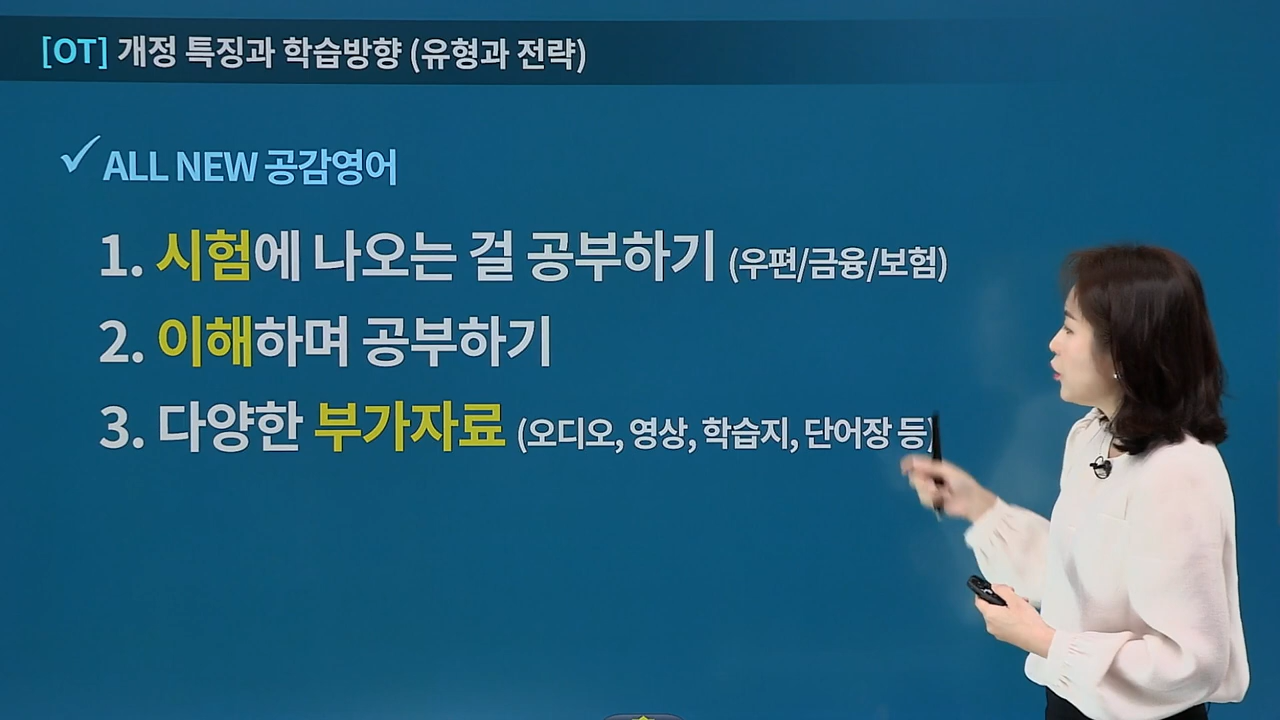 [OT] 개정 특징과 학습방향 (유형과 전략)
ALL NEW 공감영어
1. 시험에 나오는 걸 공부하기 (우편/금융/보험)
2. 이해하며 공부하기
3. 다양한 부가자료 (오디오, 영상, 학습지, 단어장 등)